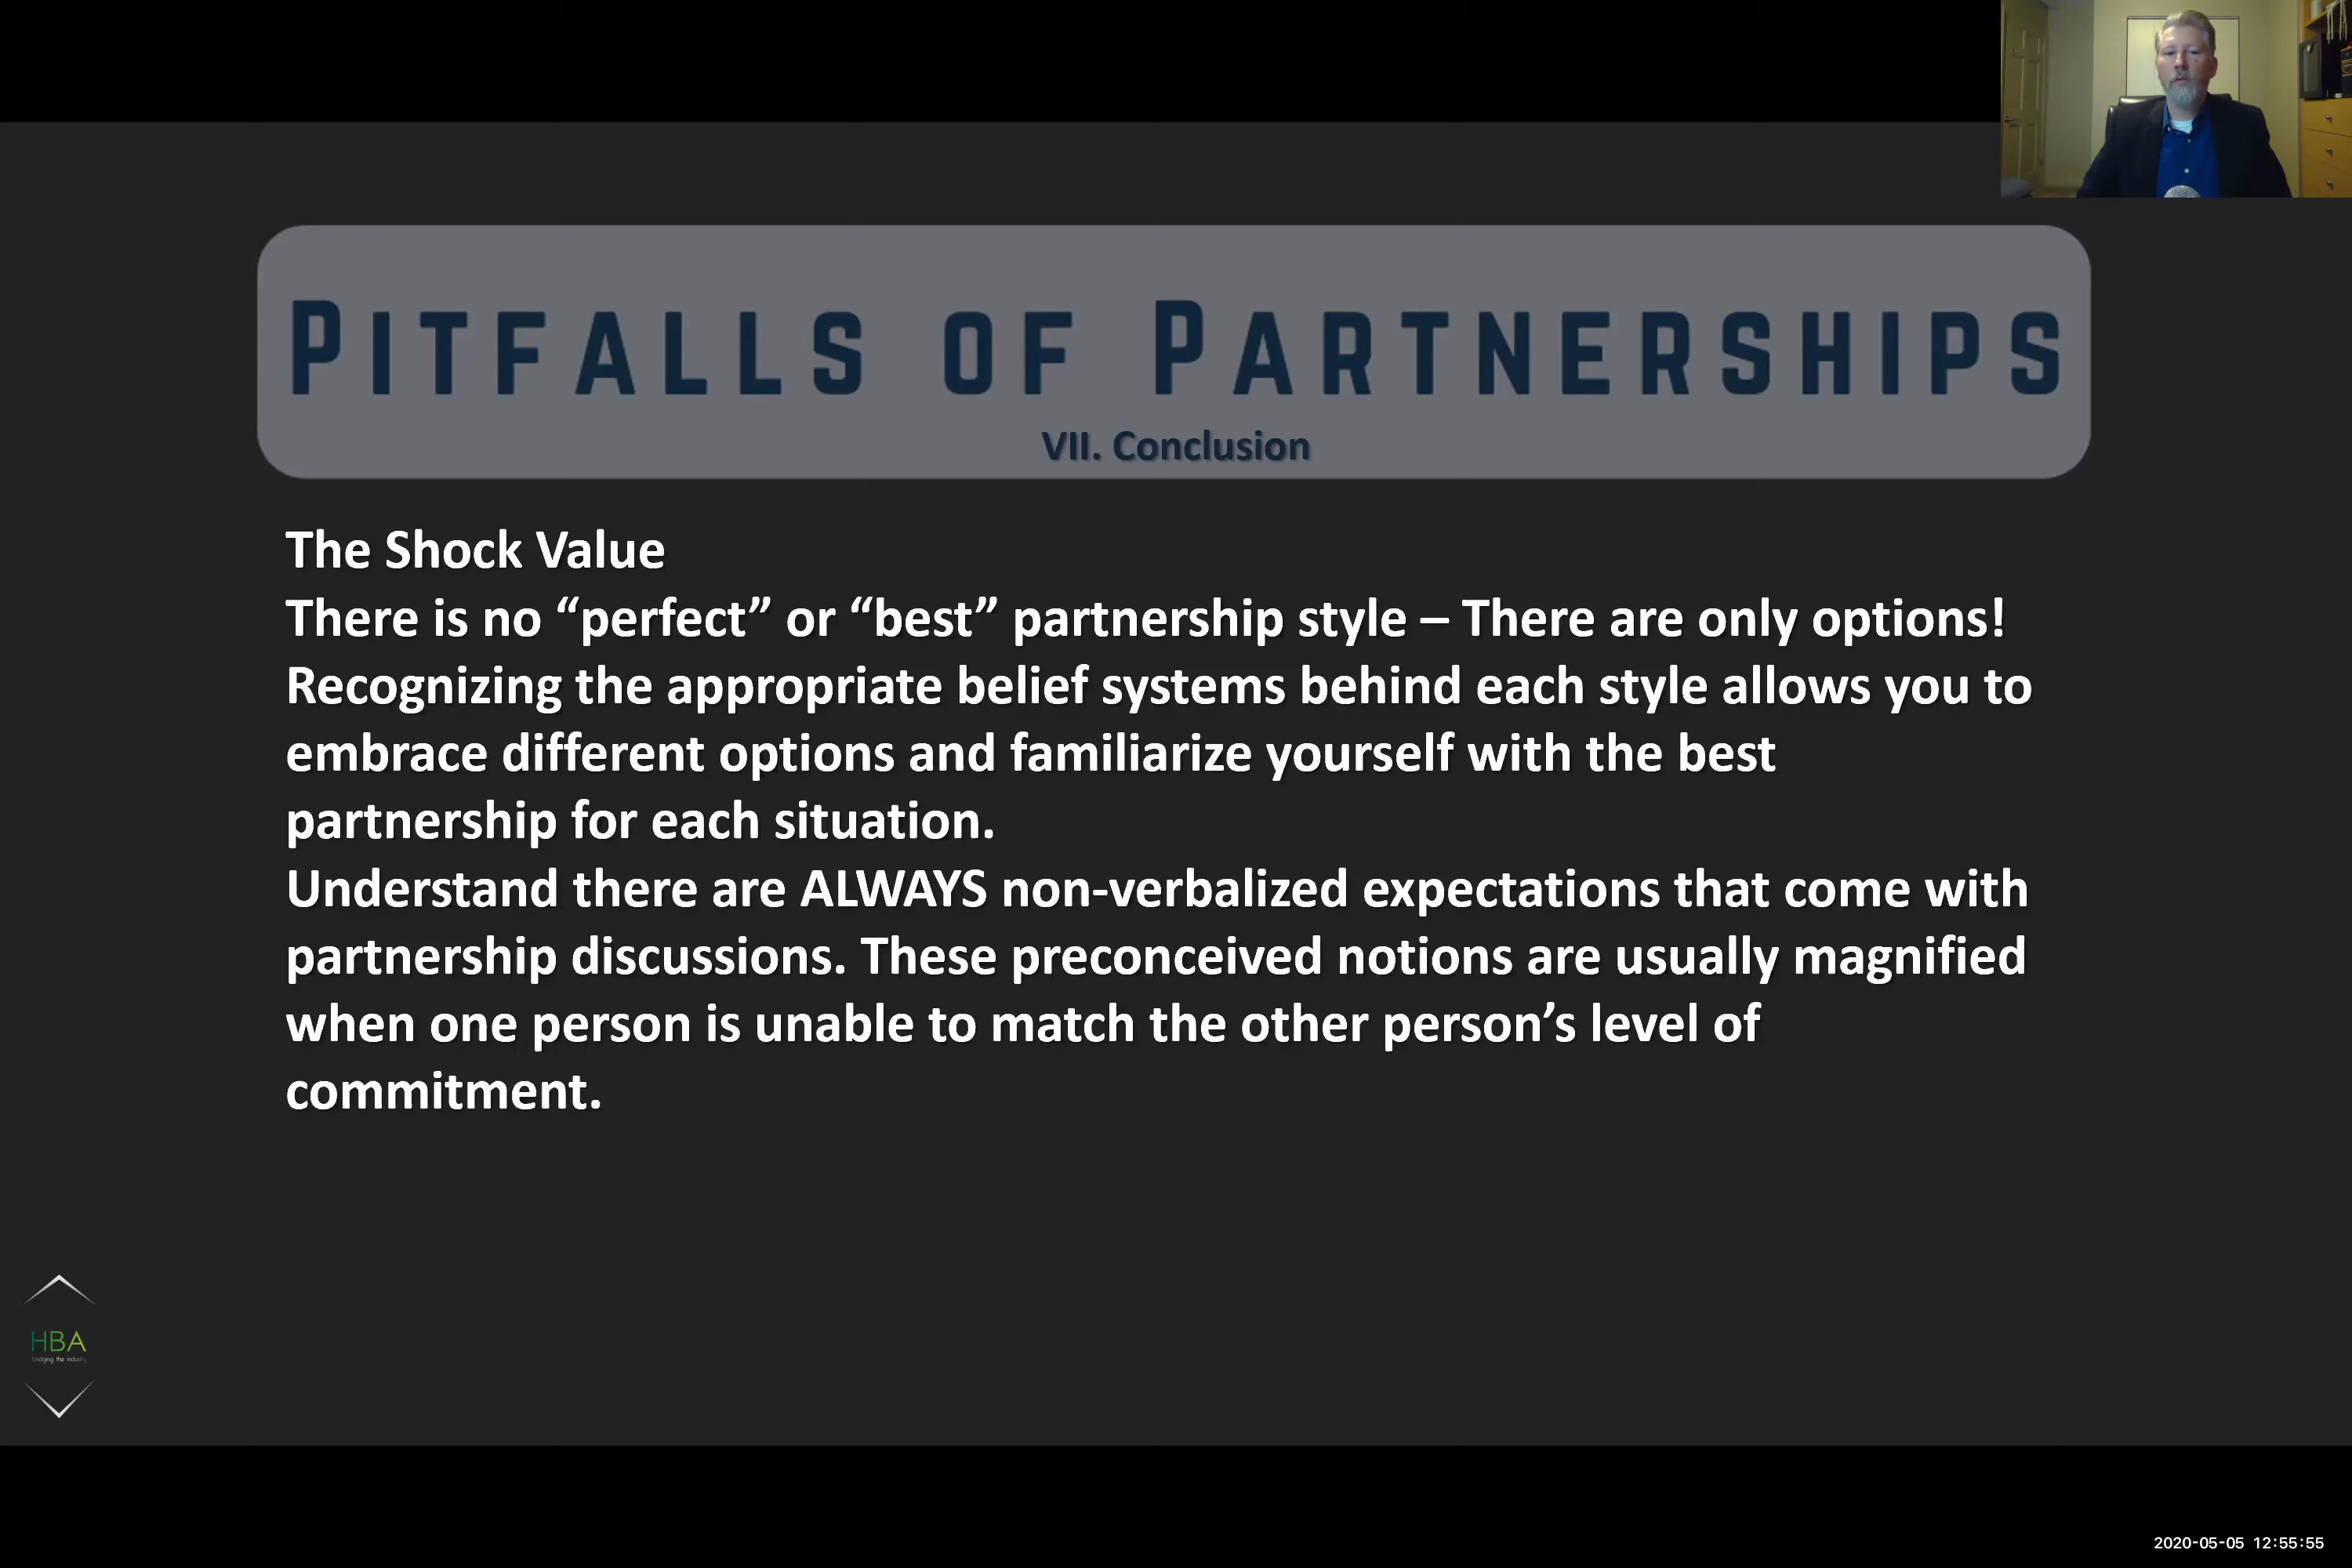 PITFALLS OF PARTNERSHIPS
VII. Conclusion
The Shock Value
There is no “perfect” or “best” partnership style – There are only options!
Recognizing the appropriate belief systems behind each style allows you to
embrace different options and familiarize yourself with the best
partnership for each situation.
Understand there are ALWAYS non-verbalized expectations that come with
partnership discussions. These preconceived notions are usually magnified
when one person is unable to match the other person’s level of
commitment.
HBA
bridging the industry
2020-05-05 12:55:55